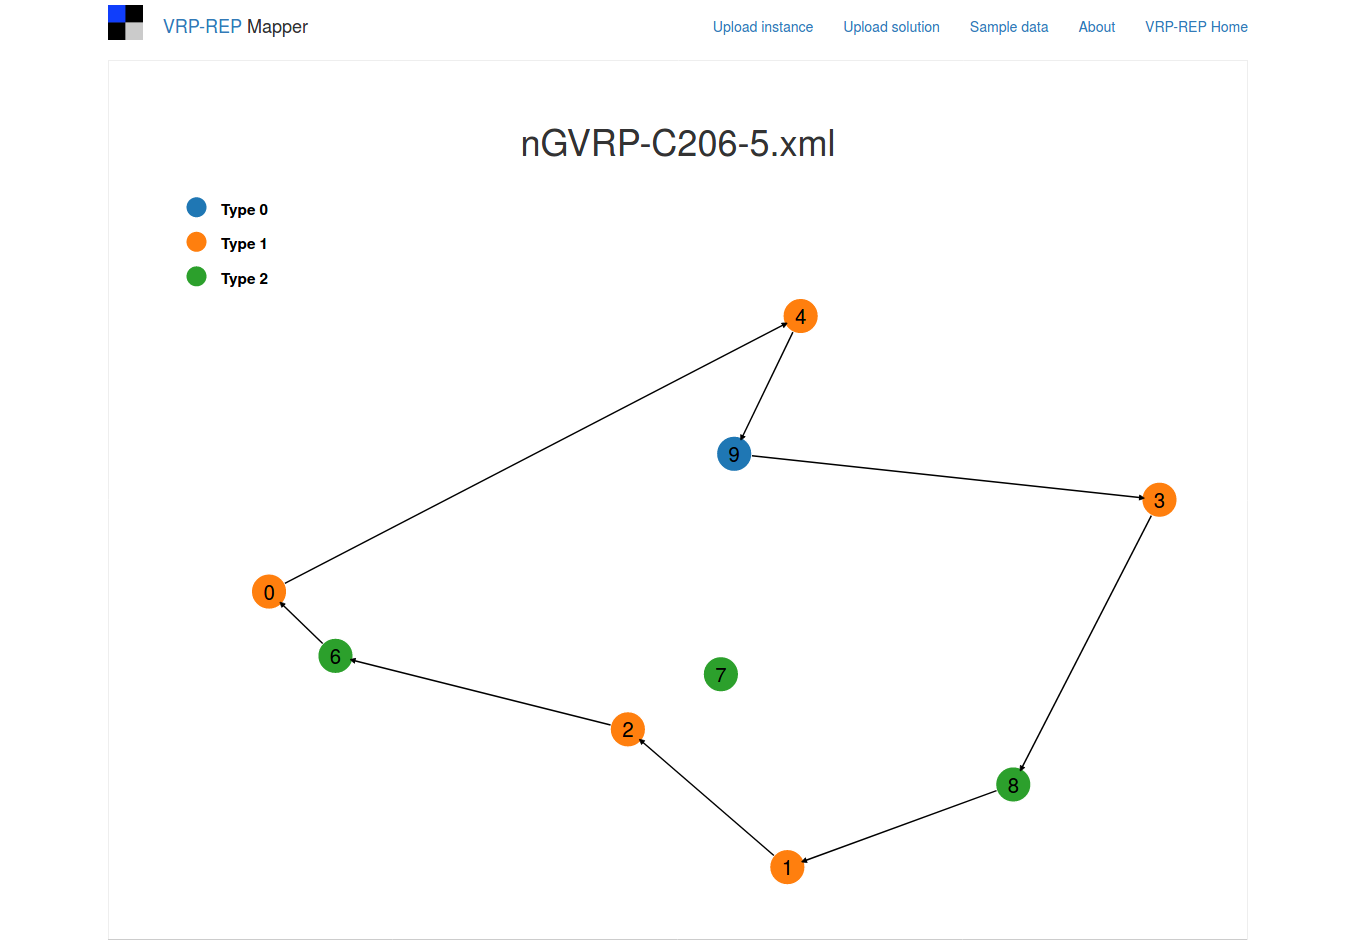 VRP-REP Mapper
Upload instance Upload solution Sample data About VRP-REP Home
nGVRP-C206-5.xml
Type 0
Type 1
Type 2
4
9
3
0
6
7
2
8
1